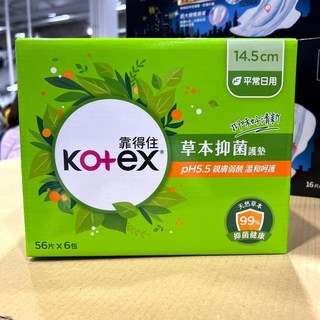 14.5cm
平常日用
靠得住
Kotex
草本抑菌護墊
pH5.5 親膚弱酸 溫和呵護
天然草本
99%
抑菌健康
56片 x 6包